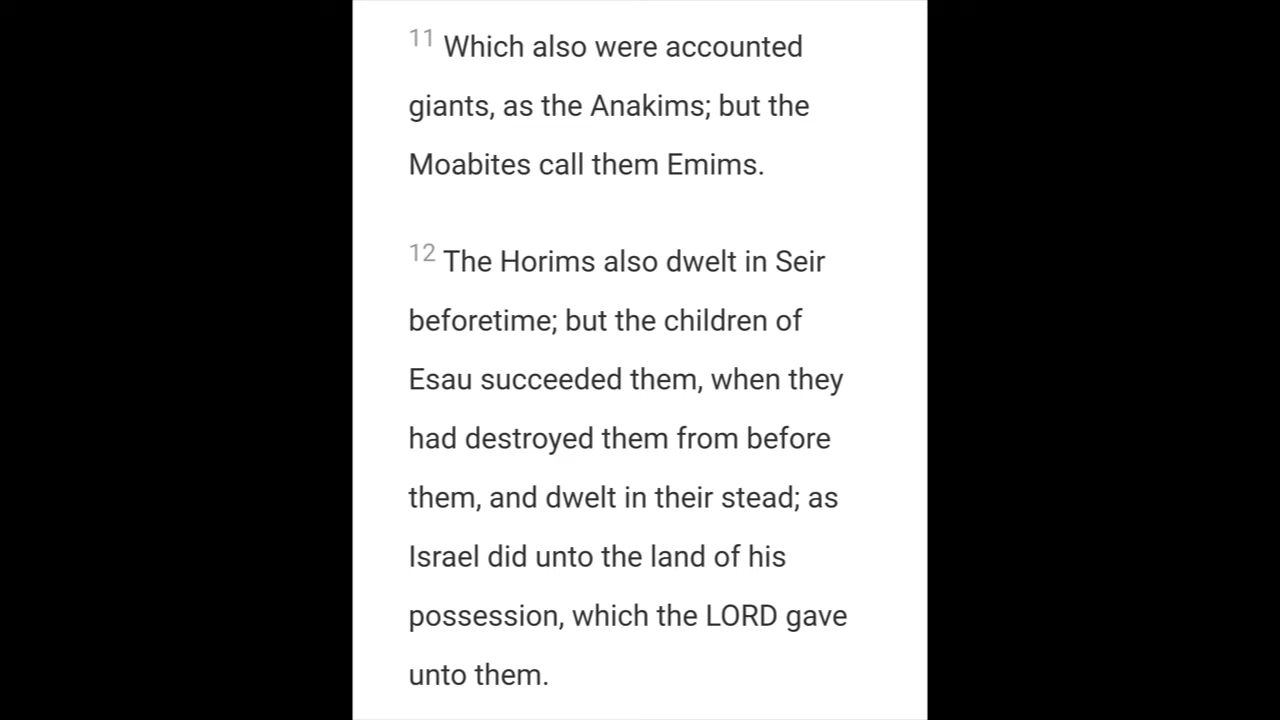 11 Which also were accounted
giants, as the Anakims; but the
Moabites call them Emims.
12 The Horims also dwelt in Seir
beforetime; but the children of
Esau succeeded them, when they
had destroyed them from before
them, and dwelt in their stead; as
Israel did unto the land of his
possession, which the LORD gave
unto them.